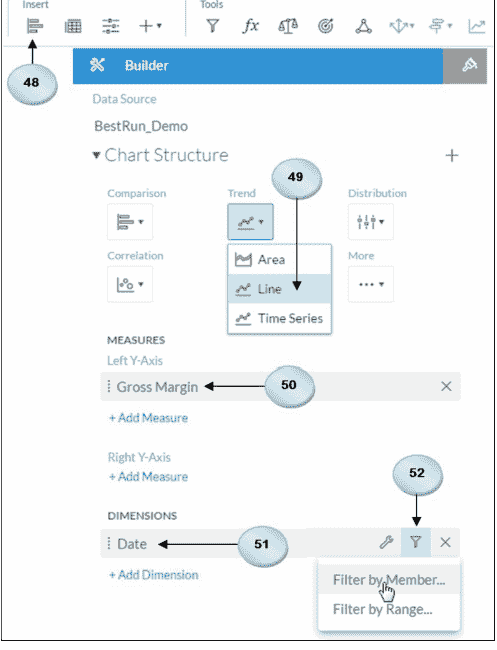 Insert
Tools
48
Builder
Data Source
BestRun_Demo
Chart Structure
49
Comparison
Trend
Distribution
Area
Correlation
More
Line
Time Series
MEASURES
Left Y-Axis
Gross Margin
50
+ Add Measure
Right Y-Axis
+ Add Measure
52
DIMENSIONS
Date
51
+ Add Dimension
Filter by Member...
Filter by Range...